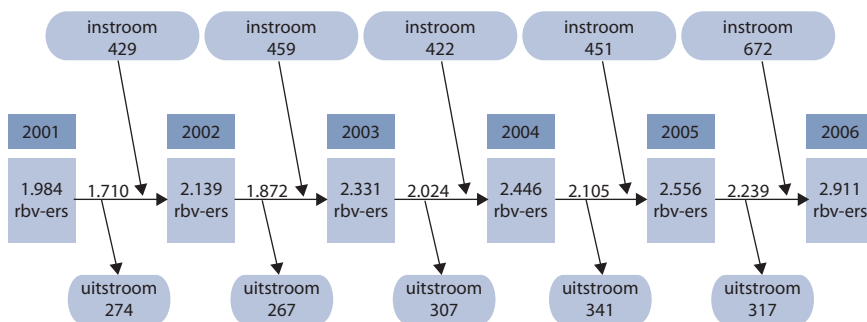 instroom
429
instroom
459
instroom
422
instroom
451
instroom
672
2001
2002
2003
2004
2005
2006
1.984
rbv-ers
1.710
2.139
rbv-ers
1.872
2.331
rbv-ers
2.024
2.446
rbv-ers
2.105
2.556
rbv-ers
2.239
2.911
rbv-ers
uitstroom
274
uitstroom
267
uitstroom
307
uitstroom
341
uitstroom
317